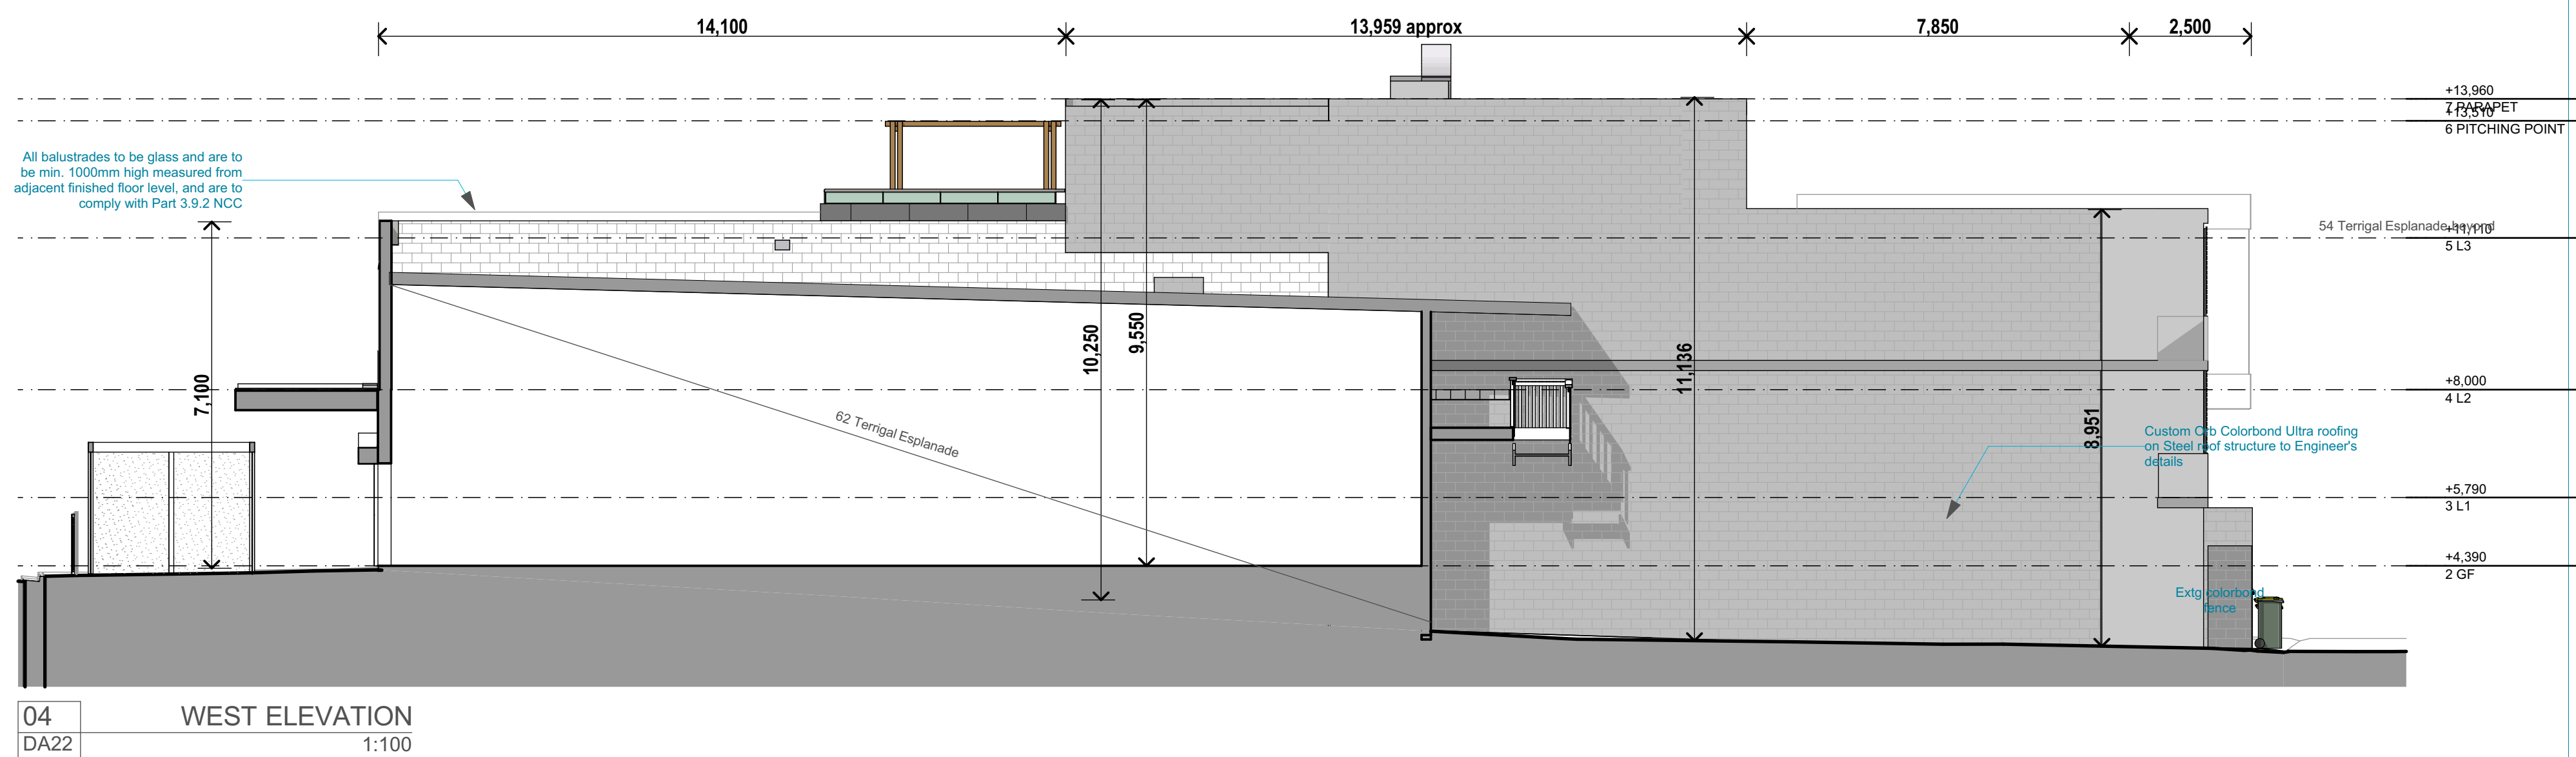 14,100
13,959 approx
7,850
2,500
+13,960
7 PARAPET
+13,510
6 PITCHING POINT
All balustrades to be glass and are to
be min. 1000mm high measured from
adjacent finished floor level, and are to
comply with Part 3.9.2 NCC
54 Terrigal Esplanade beyond
+11,110
5 L3
7,100
10,250
9,550
11,136
8,951
+8,000
4 L2
62 Terrigal Esplanade
Custom Orb Colorbond Ultra roofing
on Steel roof structure to Engineer's
details
+5,790
3 L1
+4,390
2 GF
Extg colorbond
fence
04
WEST ELEVATION
DA22
1:100